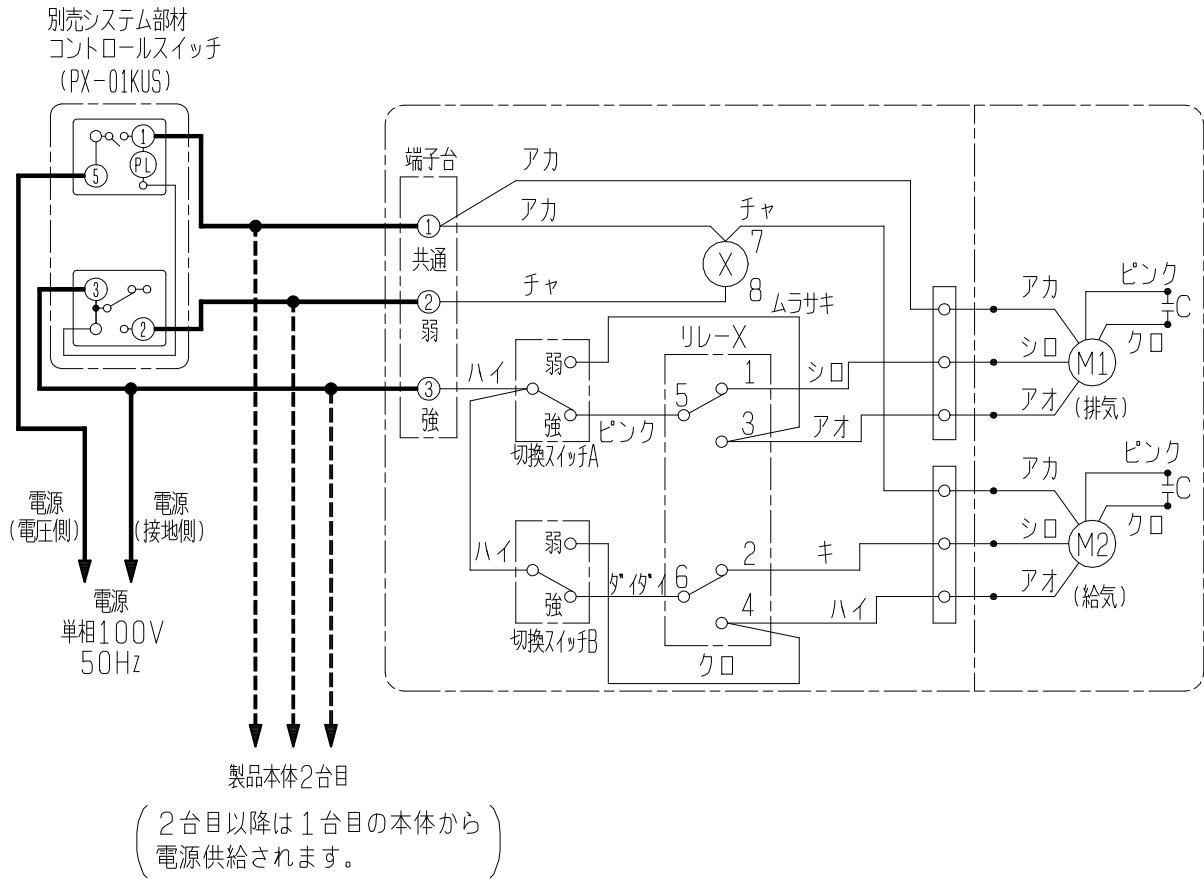 別売システム部材
コントロールスイッチ
(PX-01KUS)
1
PL
5
3
2
電源
(電圧側)
電源
(接地側)
電源
単相100V
50Hz
製品本体2台目
2台目以降は1台目の本体から
電源供給されます。
端子台
1
共通
2
弱
3
強
アカ
アカ
チャ
チャ
X
7
8
ムラサキ
リレーX
ハイ
弱
強
切換スイッチA
ピンク
5
1
3
シロ
アオ
ハイ
弱
強
切換スイッチB
ダイダイ
6
2
4
キ
ハイ
クロ
アカ
シロ
アオ
ピンク
C
クロ
M1
(排気)
アカ
シロ
アオ
ピンク
C
クロ
M2
(給気)